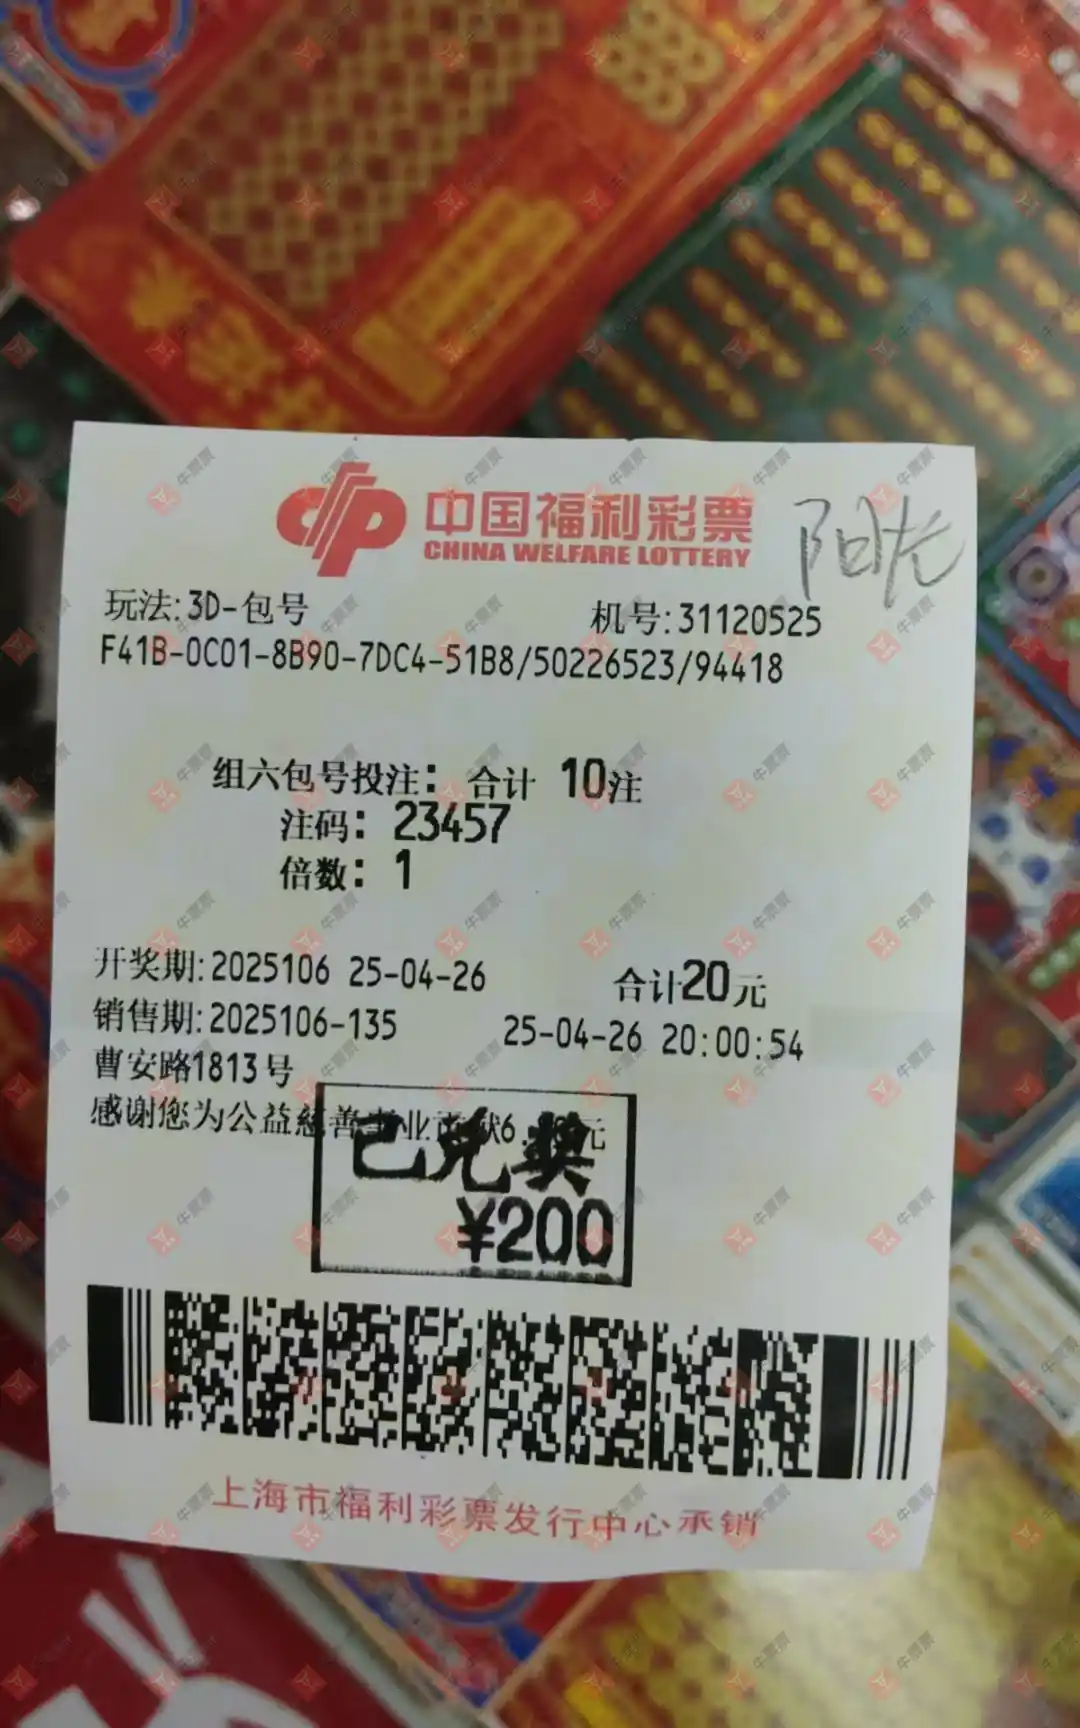 中国福利彩票
CHINA WELFARE LOTTERY
玩法:3D-包号 机号:31120525
F41B-0C01-8B90-7DC4-51B8/50226523/94418
组六包号投注: 合计 10注
注码: 23457
倍数: 1
开奖期:2025106 25-04-26 合计20元
销售期:2025106-135 25-04-26 20:00:54
曹安路1813号
感谢您为公益慈善事业贡献6. 元
已兑奖
¥200
上海市福利彩票发行中心承销
牛票票